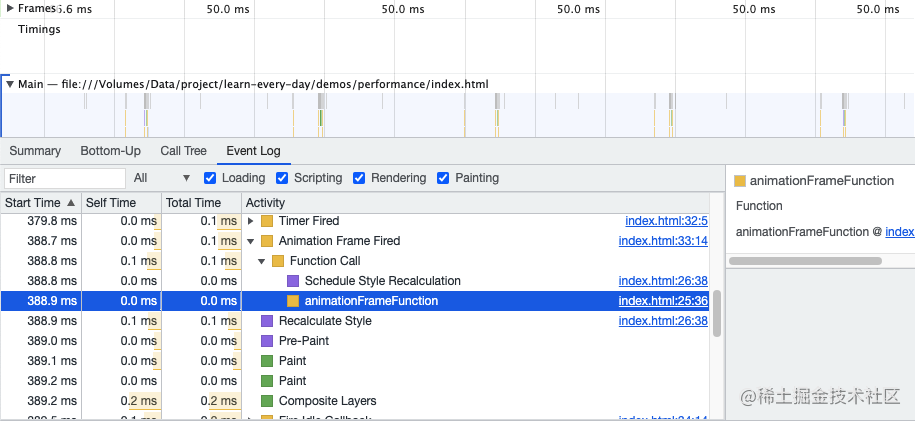 Frames 6.6 ms 50.0 ms 50.0 ms 50.0 ms 50.0 ms 50.0 ms
Timings
Main — file:///Volumes/Data/project/learn-every-day/demos/performance/index.html
Summary Bottom-Up Call Tree Event Log
Filter All Loading Scripting Rendering Painting
animationFrameFunction
Function
animationFrameFunction @ index
Start Time Self Time Total Time Activity
379.8 ms 0.0 ms 0.1 ms Timer Fired index.html:32:5
388.7 ms 0.0 ms 0.1 ms Animation Frame Fired index.html:33:14
388.8 ms 0.1 ms 0.1 ms Function Call
388.8 ms 0.0 ms 0.0 ms Schedule Style Recalculation index.html:26:38
388.9 ms 0.0 ms 0.0 ms animationFrameFunction index.html:25:36
388.9 ms 0.1 ms 0.1 ms Recalculate Style index.html:26:38
389.0 ms 0.0 ms 0.0 ms Pre-Paint
389.1 ms 0.0 ms 0.0 ms Paint
389.2 ms 0.0 ms 0.0 ms Paint
389.2 ms 0.2 ms 0.2 ms Composite Layers
Fire Idle Callback
@稀土掘金技术社区